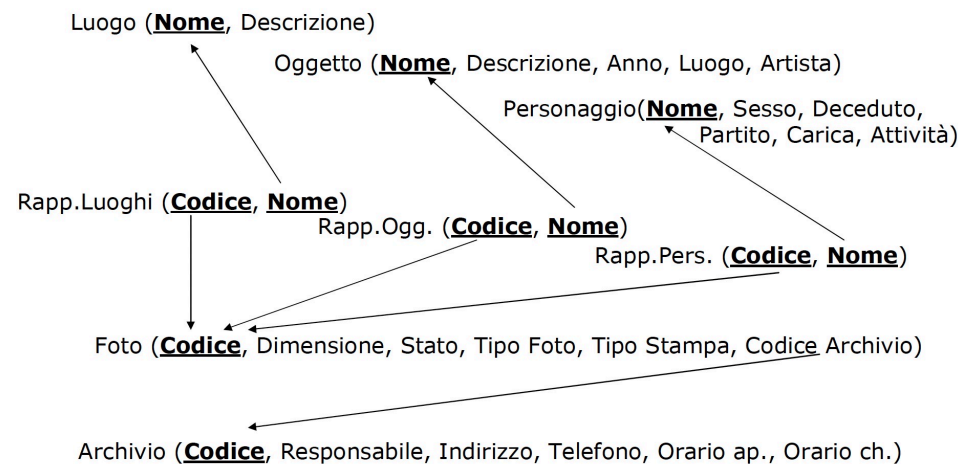 Luogo (Nome, Descrizione)
Oggetto (Nome, Descrizione, Anno, Luogo, Artista)
Personaggio(Nome, Sesso, Deceduto,
Partito, Carica, Attività)
Rapp.Luoghi (Codice, Nome)
Rapp.Ogg. (Codice, Nome)
Rapp.Pers. (Codice, Nome)
Foto (Codice, Dimensione, Stato, Tipo Foto, Tipo Stampa, Codice Archivio)
Archivio (Codice, Responsabile, Indirizzo, Telefono, Orario ap., Orario ch.)